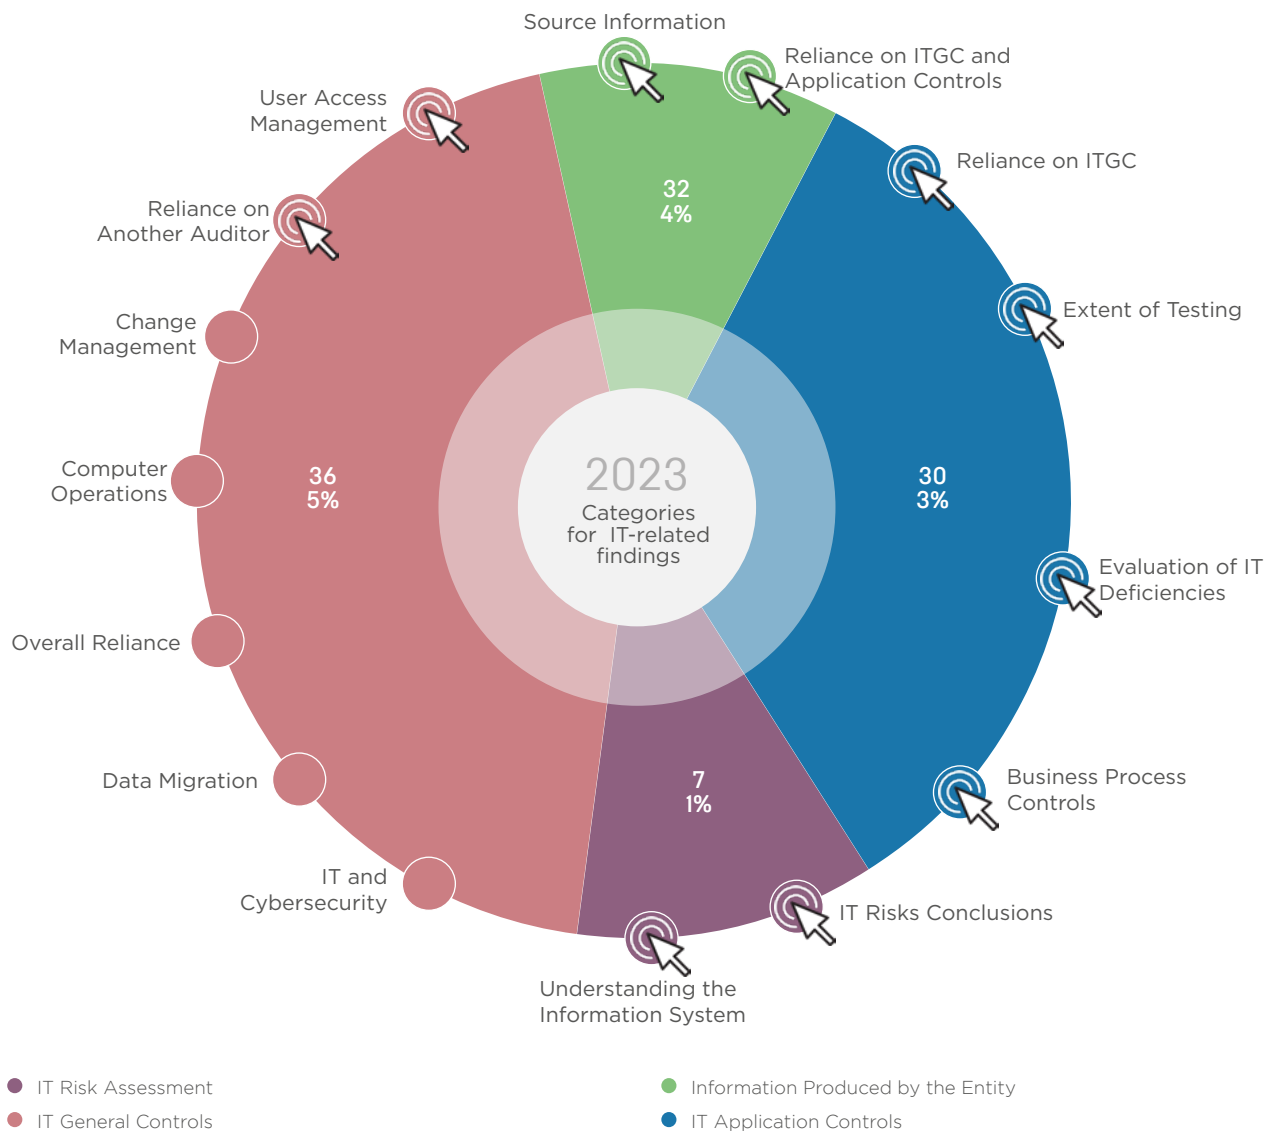 Source Information
Reliance on ITGC and
Application Controls
User Access
Management
Reliance on ITGC
32
4%
Reliance on
Another Auditor
Extent of Testing
Change
Management
2023
Categories
for IT-related
findings
Computer
Operations
36
5%
30
3%
Evaluation of IT
Deficiencies
Overall Reliance
Data Migration
7
1%
Business Process
Controls
IT and
Cybersecurity
IT Risks Conclusions
Understanding the
Information System
IT Risk Assessment
IT General Controls
Information Produced by the Entity
IT Application Controls